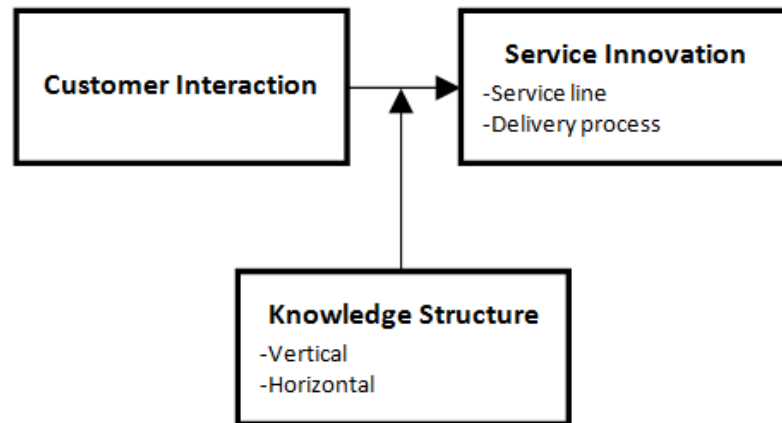 Customer Interaction
Service Innovation
-Service line
-Delivery process
Knowledge Structure
-Vertical
-Horizontal